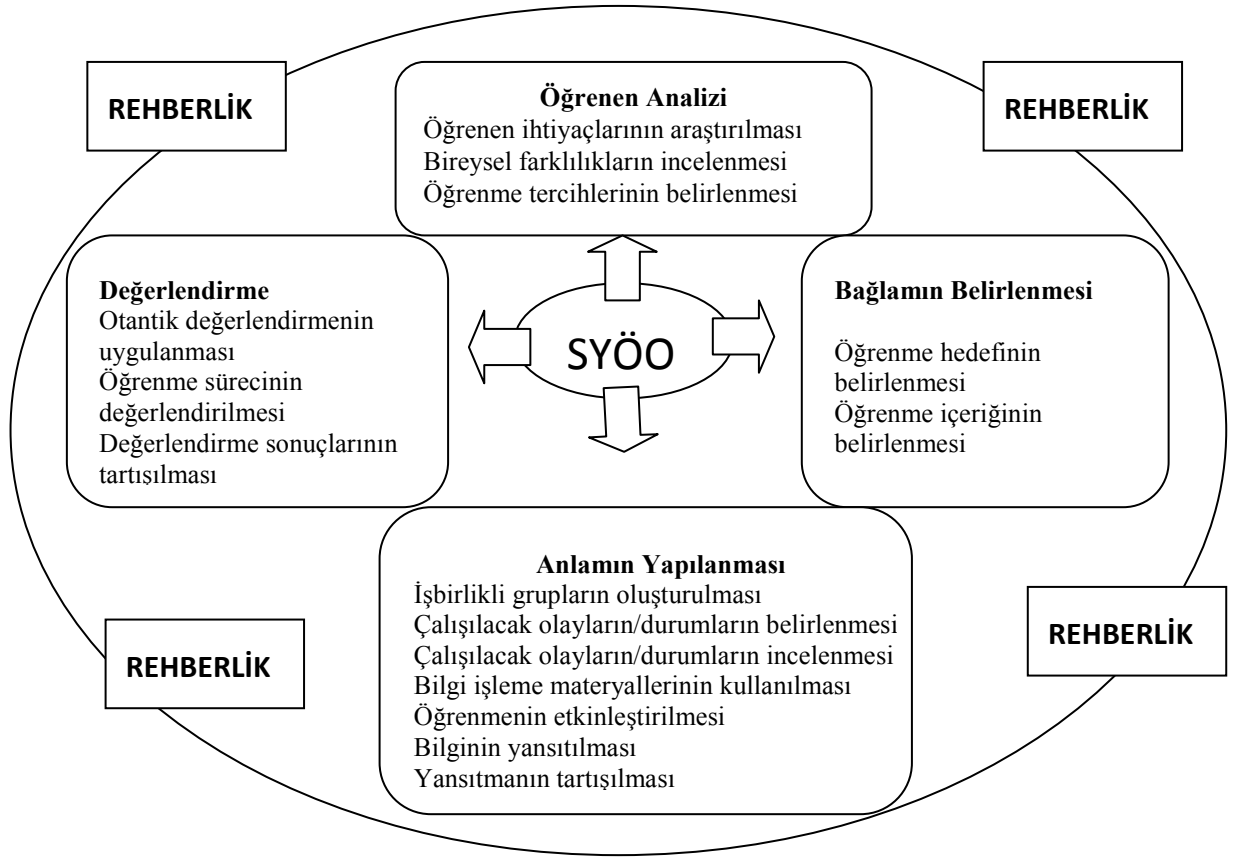 REHBERLİK
REHBERLİK
Öğrenen Analizi
Öğrenen ihtiyaçlarının araştırılması
Bireysel farklılıkların incelenmesi
Öğrenme tercihlerinin belirlenmesi
Değerlendirme
Otantik değerlendirmenin
uygulanması
Öğrenme sürecinin
değerlendirilmesi
Değerlendirme sonuçlarının
tartışılması
SYÖO
Bağlamın Belirlenmesi
Öğrenme hedefinin
belirlenmesi
Öğrenme içeriğinin
belirlenmesi
Anlamın Yapılanması
İşbirlikli grupların oluşturulması
Çalışılacak olayların/durumların belirlenmesi
Çalışılacak olayların/durumların incelenmesi
Bilgi işleme materyallerinin kullanılması
Öğrenmenin etkinleştirilmesi
Bilginin yansıtılması
Yansıtmanın tartışılması
REHBERLİK
REHBERLİK